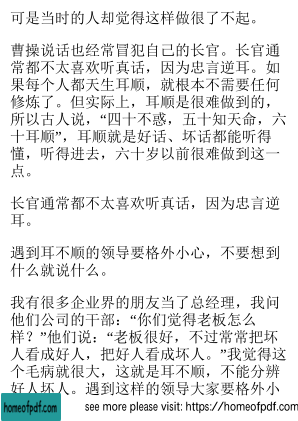 可是当时的人却觉得这样做很了不起。
曹操说话也经常冒犯自己的长官。长官通
常都不太喜欢听真话，因为忠言逆耳。如
果每个人都天生耳顺，就根本不需要任何
修炼了。但实际上，耳顺是很难做到的，
所以古人说，“四十不惑，五十知天命，六
十耳顺”，耳顺就是好话、坏话都能听得
懂，听得进去，六十岁以前很难做到这一
点。
长官通常都不太喜欢听真话，因为忠言逆
耳。
遇到耳不顺的领导要格外小心，不要想到
什么就说什么。
我有很多企业界的朋友当了总经理，我问
他们公司的干部：“你们觉得老板怎么
样？”他们说：“老板很好，不过常常把坏
人看成好人，把好人看成坏人。”我觉得这
个毛病就很大，这就是耳不顺，不能分辨
好人坏人。遇到这样的领导大家要格外小
homeofpdf.com
see more please visit: https://homeofpdf.com